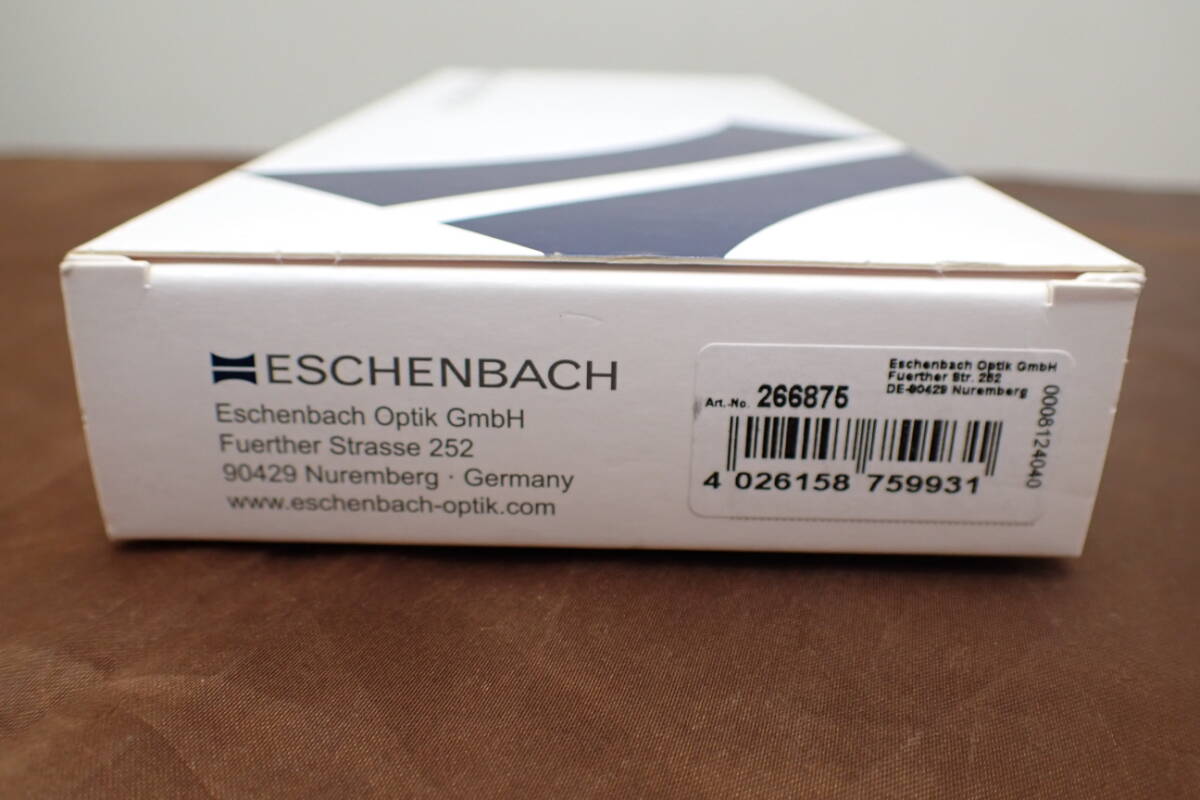 ESCHENBACH
Eschenbach Optik GmbH
Fuerther Strasse 252
90429 Nuremberg · Germany
www.eschenbach-optik.com
Eschenbach Optik GmbH
Fuerther Str. 252
DE-90429 Nuremberg
Art.-No. 266875
4 026158 759931
0008124040